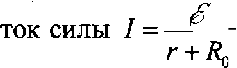 ток силы I = ℰ / (r + R₀) -